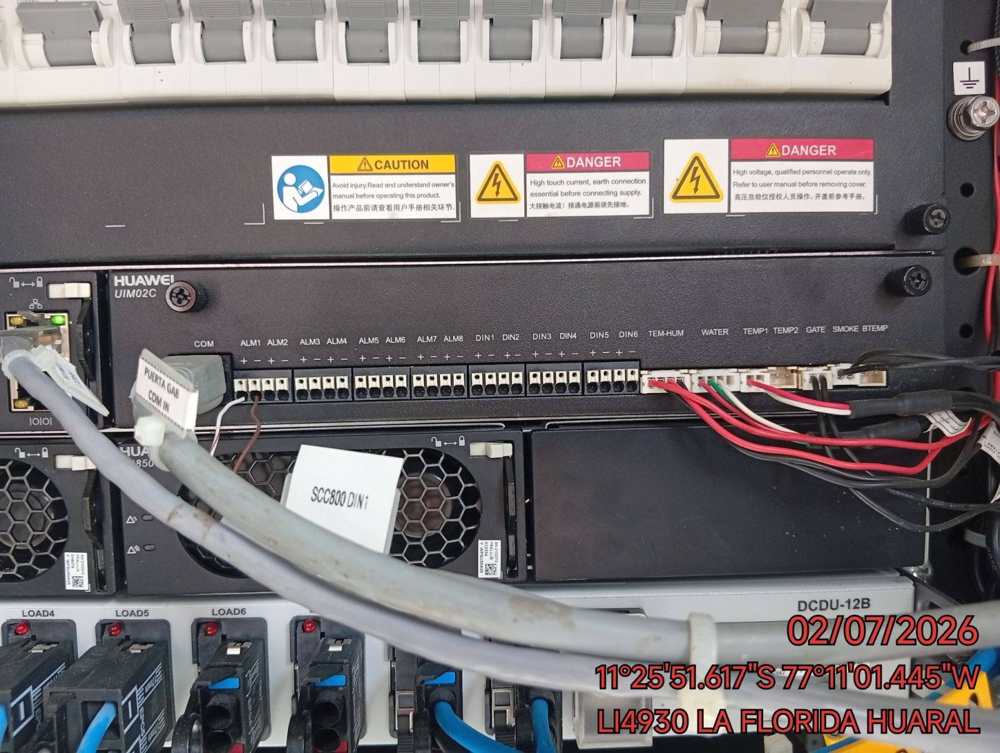 CAUTION
Avoid injury.Read and understand owner's
manual before operating this product.
操作产品前请查看用户手册相关环节.
DANGER
High touch current, earth connection
essential before connecting supply.
大接触电流！接通电源前须先接地。
DANGER
High voltage, qualified personnel operate only.
Refer to user manual before removing cover.
高压危险仅授权人员操作。开盖前参考手册。
HUAWEI
UIM02C
COM
ALM1 ALM2 ALM3 ALM4 ALM5 ALM6 ALM7 ALM8 DIN1 DIN2 DIN3 DIN4 DIN5 DIN6 TEM-HUM WATER TEMP1 TEMP2 GATE SMOKE BTEMP
+ − + − + − + − + − + − + − + − + − + − + − + − + − + −
PUERTA GAB
COM IN
|O|O|
HUA
SCC800 DIN1
LOAD4
LOAD5
LOAD6
DCDU-12B
02/07/2026
11°25'51.617"S 77°11'01.445"W
LI4930 LA FLORIDA HUARAL